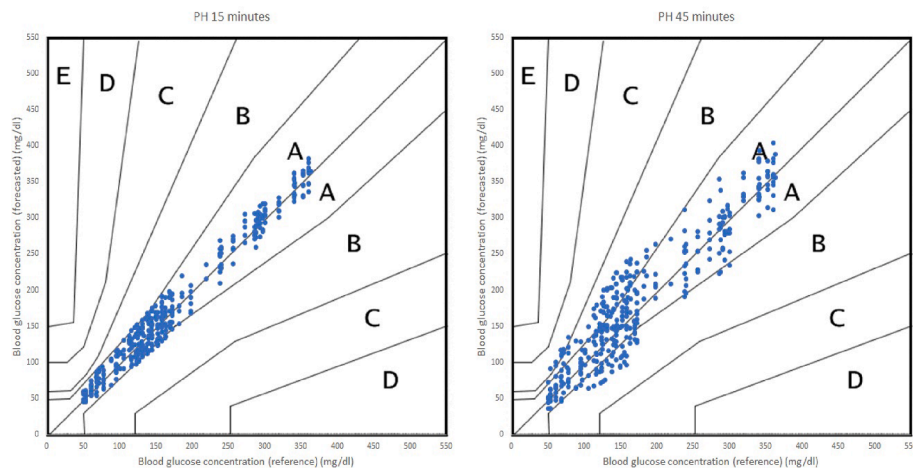 PH 15 minutes
Blood glucose concentration (forecasted) (mg/dl)
550
500
450
400
350
300
250
200
150
100
50
0
E
D
C
B
A
A
B
C
D
0 50 100 150 200 250 300 350 400 450 500 550
Blood glucose concentration (reference) (mg/dl)
PH 45 minutes
Blood glucose concentration (forecasted) (mg/dl)
550
500
450
400
350
300
250
200
150
100
50
0
E
D
C
B
A
A
B
C
D
0 50 100 150 200 250 300 350 400 450 500 550
Blood glucose concentration (reference) (mg/dl)